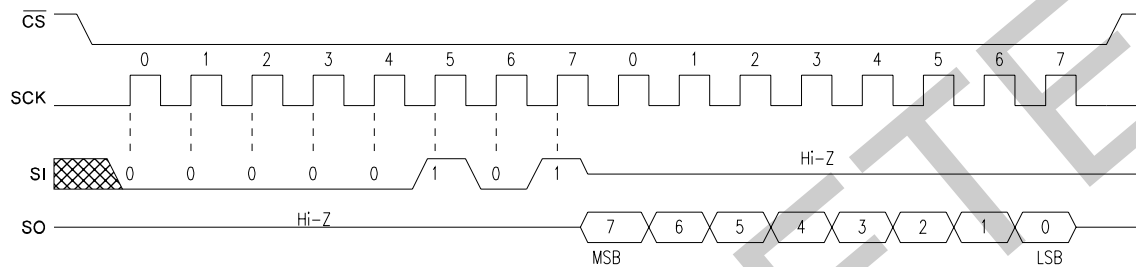 CS
0 1 2 3 4 5 6 7 0 1 2 3 4 5 6 7
SCK
Hi-Z
SI 0 0 0 0 0 1 0 1
Hi-Z
SO 7 6 5 4 3 2 1 0
MSB LSB
ETE